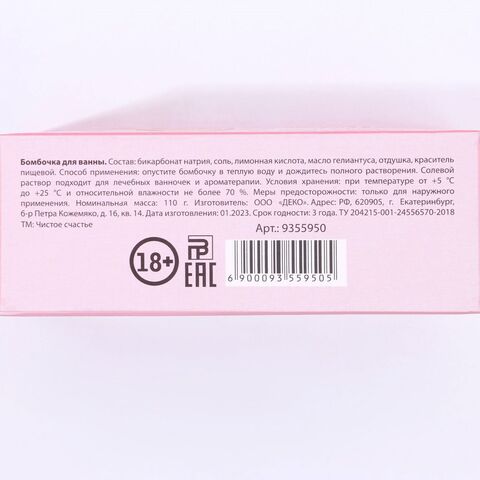 Бомбочка для ванны. Состав: бикарбонат натрия, соль, лимонная кислота, масло гелиантуса, отдушка, краситель
пищевой. Способ применения: опустите бомбочку в теплую воду и дождитесь полного растворения. Солевой
раствор подходит для лечебных ванночек и ароматерапии. Условия хранения: при температуре от +5 °C
до +25 °C и относительной влажности не более 70 %. Меры предосторожности: только для наружного
применения. Номинальная масса: 110 г. Изготовитель: ООО «ДЕКО». Адрес: РФ, 620905, г. Екатеринбург,
б-р Петра Кожемяко, д. 16, кв. 14. Дата изготовления: 01.2023. Срок годности: 3 года. ТУ 204215-001-24556570-2018
ТМ: Чистое счастье
Арт.: 9355950
18+
РБ
EAC
6 900093 559505